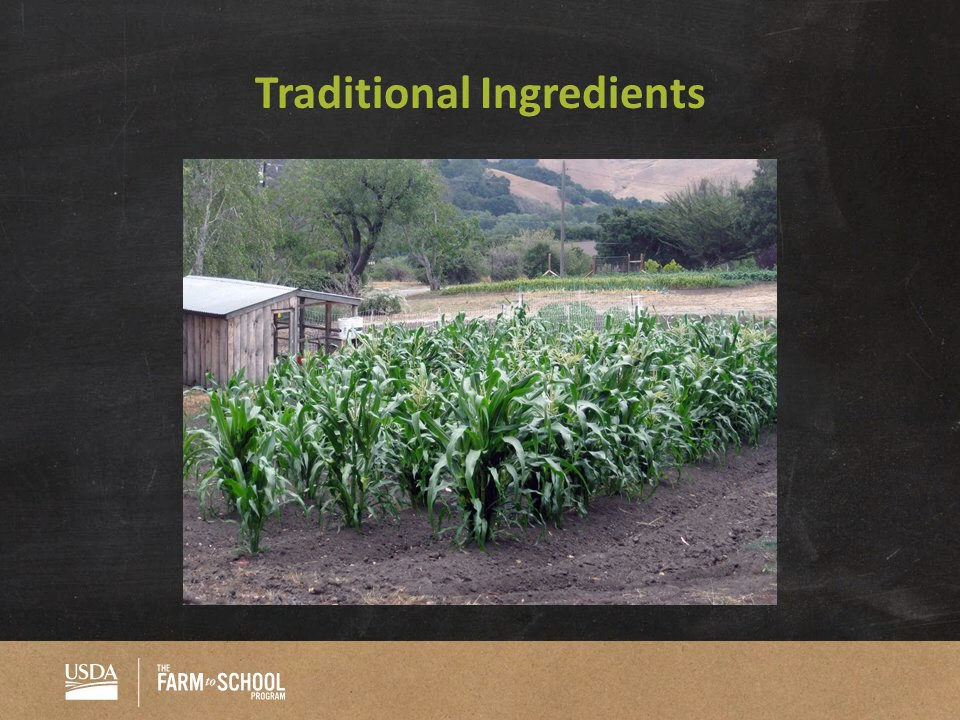 Traditional Ingredients
USDA
THE
FARM to SCHOOL
PROGRAM